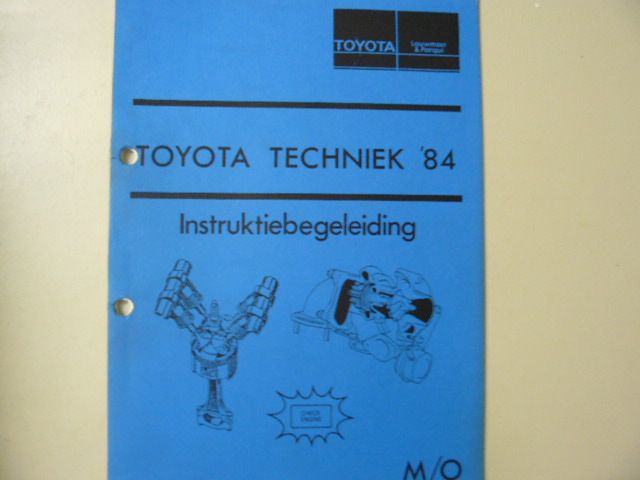 TOYOTA
Louwman
& Parqui
TOYOTA TECHNIEK '84
Instruktiebegeleiding
CHECK
ENGINE
M/O